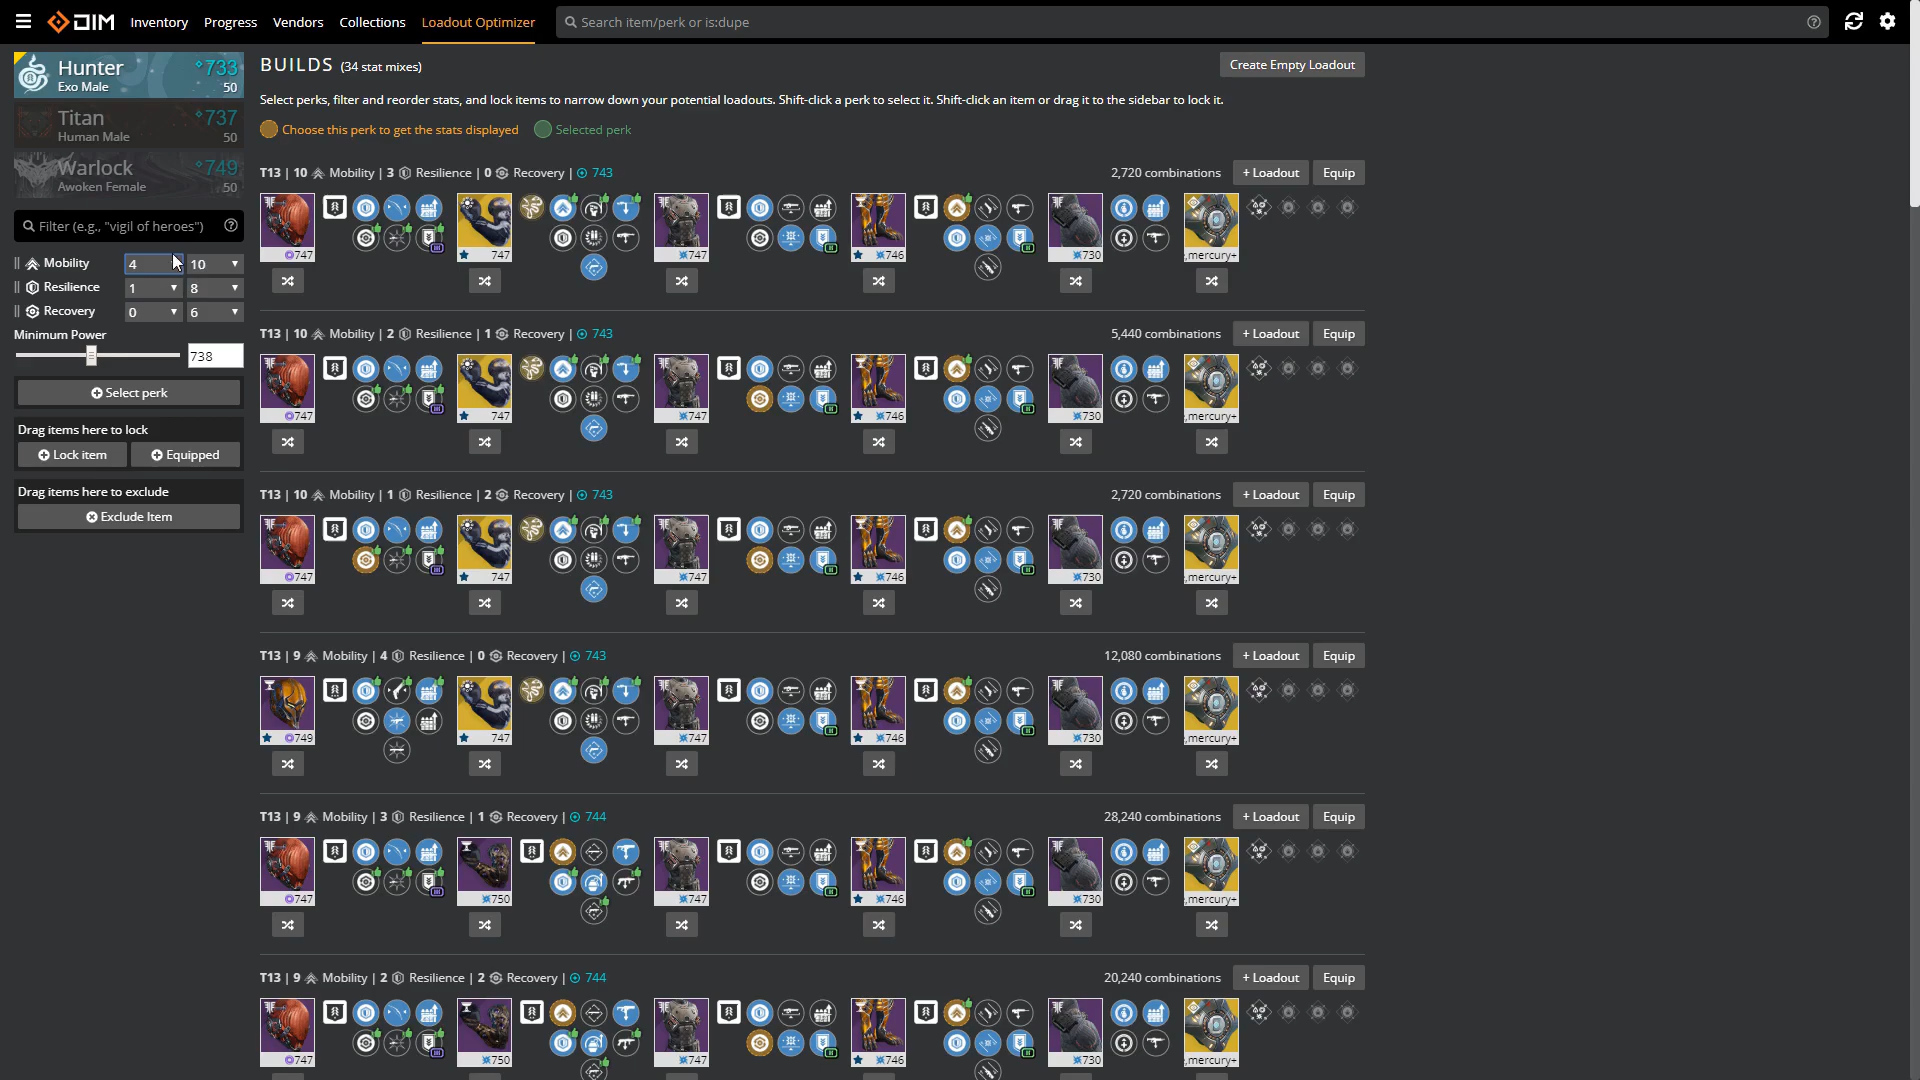 DIM Inventory Progress Vendors Collections Loadout Optimizer Search item/perk or is:dupe
Hunter 733
Exo Male 50
Titan 737
Human Male 50
Warlock 749
Awoken Female 50
Filter (e.g., "vigil of heroes")
Mobility 4 10
Resilience 1 8
Recovery 0 6
Minimum Power
738
Select perk
Drag items here to lock
Lock item Equipped
Drag items here to exclude
Exclude Item
BUILDS (34 stat mixes) Create Empty Loadout
Select perks, filter and reorder stats, and lock items to narrow down your potential loadouts. Shift-click a perk to select it. Shift-click an item or drag it to the sidebar to lock it.
Choose this perk to get the stats displayed Selected perk
T13 | 10 Mobility | 3 Resilience | 0 Recovery | 743 2,720 combinations + Loadout Equip
747 747 747 746 730 ,mercury+
T13 | 10 Mobility | 2 Resilience | 1 Recovery | 743 5,440 combinations + Loadout Equip
747 747 747 746 730 ,mercury+
T13 | 10 Mobility | 1 Resilience | 2 Recovery | 743 2,720 combinations + Loadout Equip
747 747 747 746 730 ,mercury+
T13 | 9 Mobility | 4 Resilience | 0 Recovery | 743 12,080 combinations + Loadout Equip
749 747 747 746 730 ,mercury+
T13 | 9 Mobility | 3 Resilience | 1 Recovery | 744 28,240 combinations + Loadout Equip
747 750 747 746 730 ,mercury+
T13 | 9 Mobility | 2 Resilience | 2 Recovery | 744 20,240 combinations + Loadout Equip
747 750 747 746 730 ,mercury+